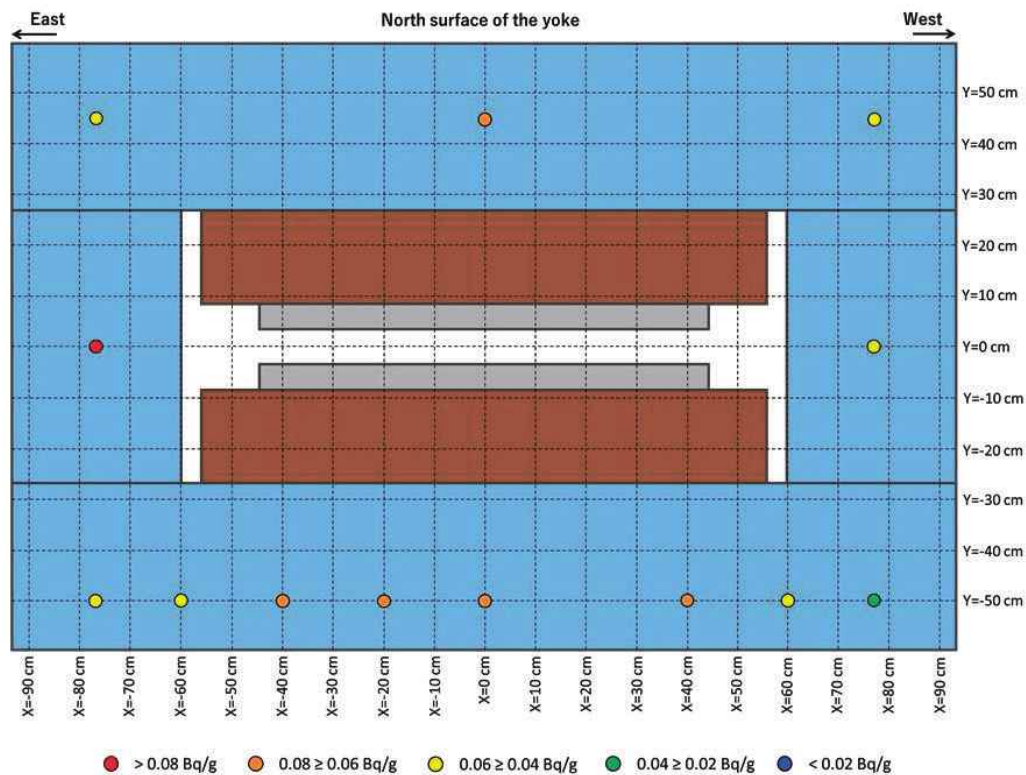 East North surface of the yoke West
Y=50 cm
Y=40 cm
Y=30 cm
Y=20 cm
Y=10 cm
Y=0 cm
Y=-10 cm
Y=-20 cm
Y=-30 cm
Y=-40 cm
Y=-50 cm
X=-90 cm
X=-80 cm
X=-70 cm
X=-60 cm
X=-50 cm
X=-40 cm
X=-30 cm
X=-20 cm
X=-10 cm
X=0 cm
X=10 cm
X=20 cm
X=30 cm
X=40 cm
X=50 cm
X=60 cm
X=70 cm
X=80 cm
X=90 cm
> 0.08 Bq/g 0.08 ≥ 0.06 Bq/g 0.06 ≥ 0.04 Bq/g 0.04 ≥ 0.02 Bq/g < 0.02 Bq/g